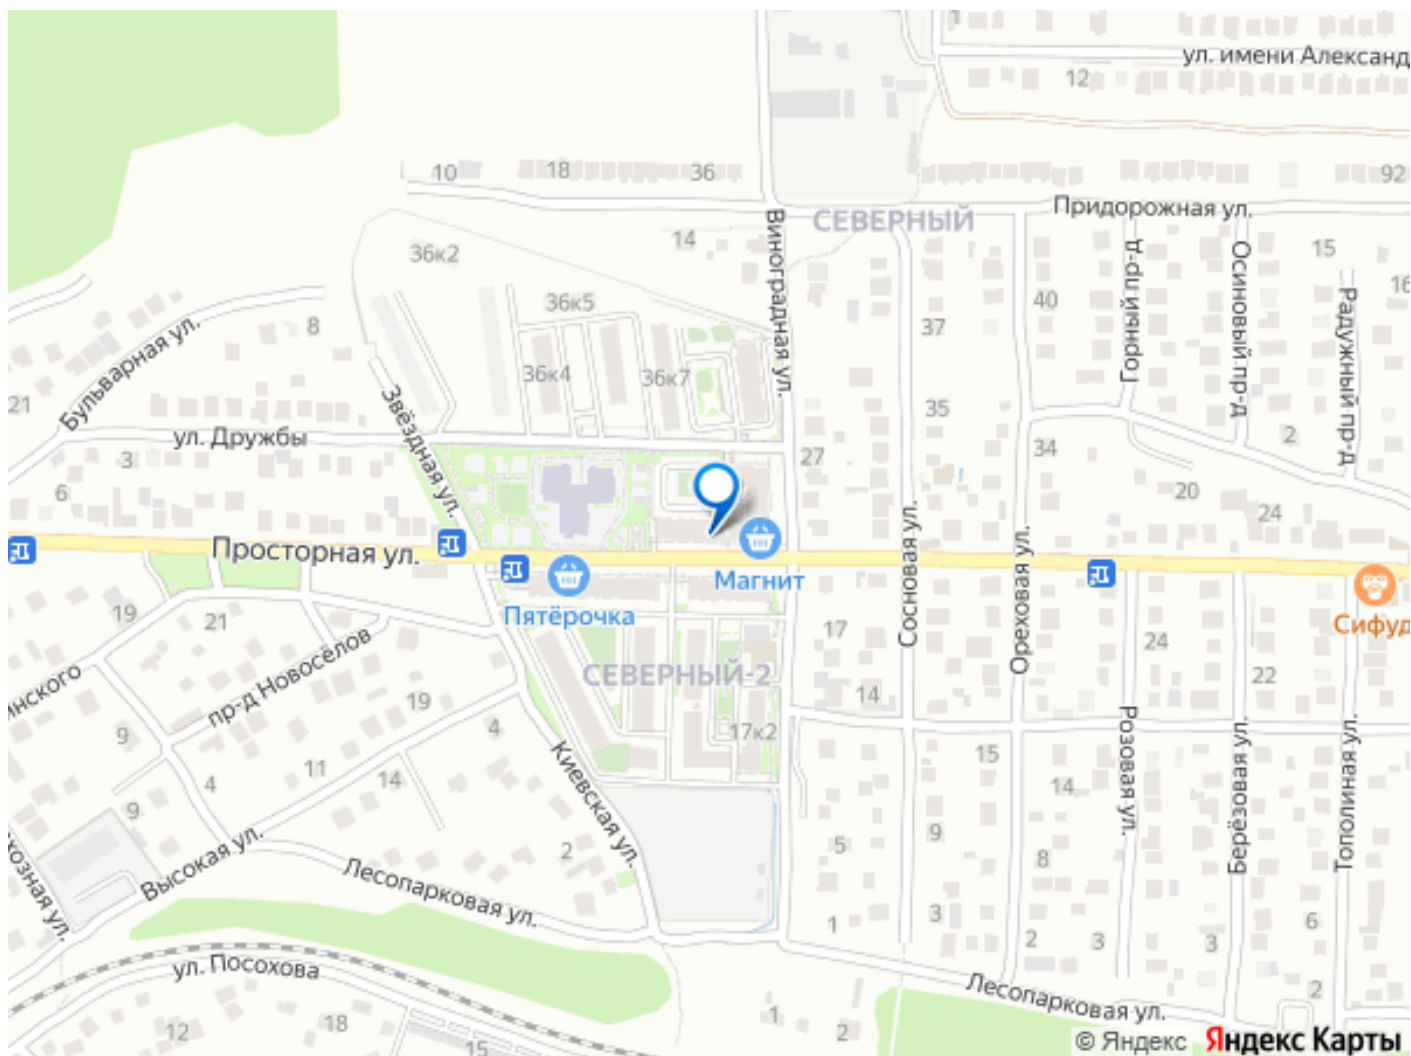 1
ул. имени Александ
12
10
18
36
92
Придорожная ул.
СЕВЕРНЫЙ
Виноградная ул.
14
36к2
15
16
Горный пр-д
Осиновый пр-д
Радужный пр-д
36к5
40
37
8
Бульварная ул.
36к4
36к7
Звёздная ул.
21
35
ул. Дружбы
3
27
34
2
6
20
24
Просторная ул.
Магнит
Пятёрочка
Сосновая ул.
Ореховая ул.
Сифуд
19
21
17
24
инского
пр-д Новосёлов
СЕВЕРНЫЙ-2
22
19
14
9
4
17к2
Розовая ул.
Берёзовая ул.
Тополиная ул.
11
14
4
Киевская ул.
15
14
9
Высокая ул.
2
5
9
8
козная ул.
Лесопарковая ул.
1
3
2
3
3
6
ул. Посохова
Лесопарковая ул.
2
12
18
15
1
2
© Яндекс Яндекс Карты